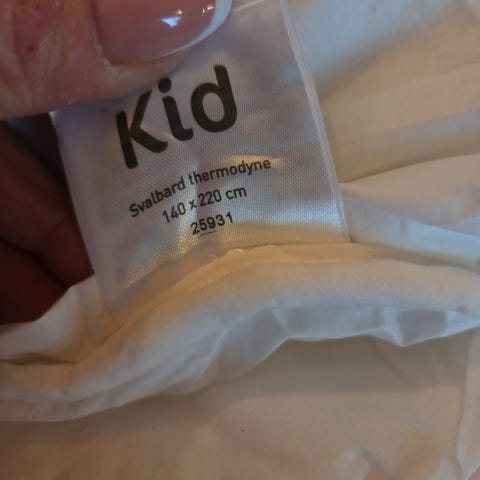 Kid
Svalbard thermodyne
140 x 220 cm
25931